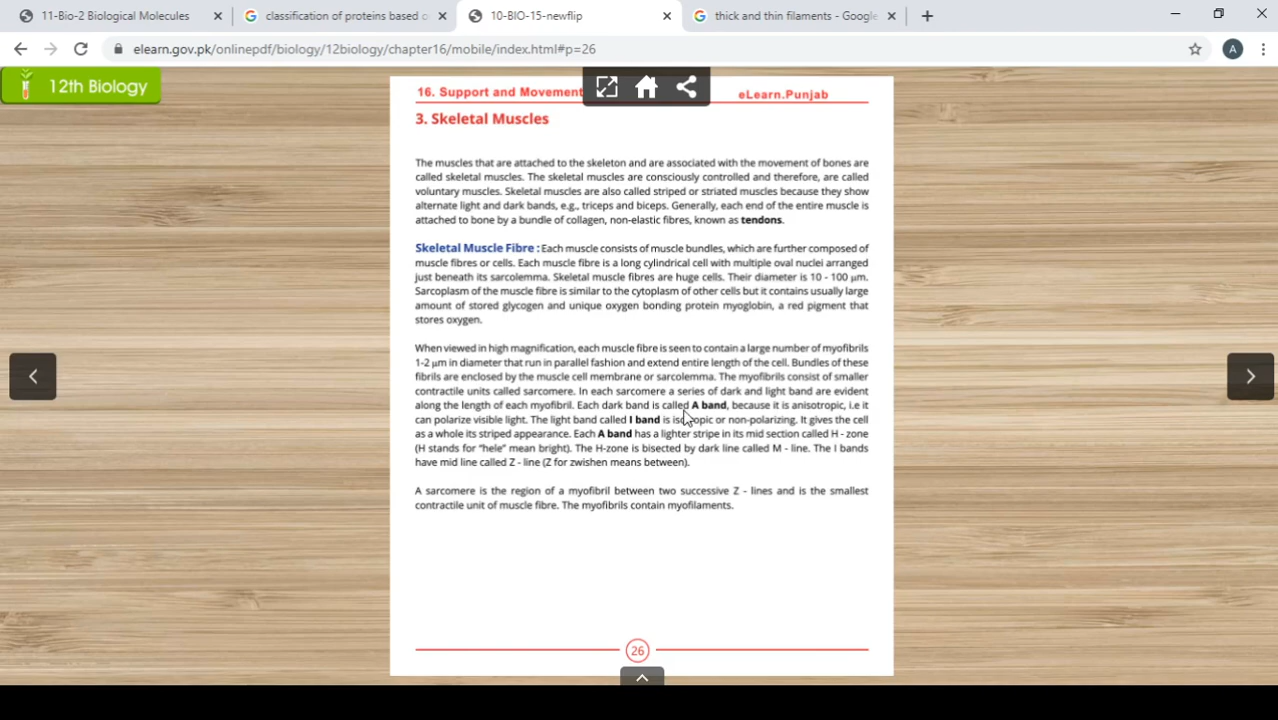 11-Bio-2 Biological Molecules
classification of proteins based o
10-BIO-15-newflip
thick and thin filaments - Google
elearn.gov.pk/onlinepdf/biology/12biology/chapter16/mobile/index.html#p=26
A
12th Biology
16. Support and Movement
eLearn.Punjab
3. Skeletal Muscles
The muscles that are attached to the skeleton and are associated with the movement of bones are
called skeletal muscles. The skeletal muscles are consciously controlled and therefore, are called
voluntary muscles. Skeletal muscles are also called striped or striated muscles because they show
alternate light and dark bands, e.g., triceps and biceps. Generally, each end of the entire muscle is
attached to bone by a bundle of collagen, non-elastic fibres, known as tendons.
Skeletal Muscle Fibre : Each muscle consists of muscle bundles, which are further composed of
muscle fibres or cells. Each muscle fibre is a long cylindrical cell with multiple oval nuclei arranged
just beneath its sarcolemma. Skeletal muscle fibres are huge cells. Their diameter is 10 - 100 μm.
Sarcoplasm of the muscle fibre is similar to the cytoplasm of other cells but it contains usually large
amount of stored glycogen and unique oxygen bonding protein myoglobin, a red pigment that
stores oxygen.
When viewed in high magnification, each muscle fibre is seen to contain a large number of myofibrils
1-2 μm in diameter that run in parallel fashion and extend entire length of the cell. Bundles of these
fibrils are enclosed by the muscle cell membrane or sarcolemma. The myofibrils consist of smaller
contractile units called sarcomere. In each sarcomere a series of dark and light band are evident
along the length of each myofibril. Each dark band is called A band, because it is anisotropic, i.e it
can polarize visible light. The light band called I band is isotropic or non-polarizing. It gives the cell
as a whole its striped appearance. Each A band has a lighter stripe in its mid section called H - zone
(H stands for “hele” mean bright). The H-zone is bisected by dark line called M - line. The I bands
have mid line called Z - line (Z for zwishen means between).
A sarcomere is the region of a myofibril between two successive Z - lines and is the smallest
contractile unit of muscle fibre. The myofibrils contain myofilaments.
26